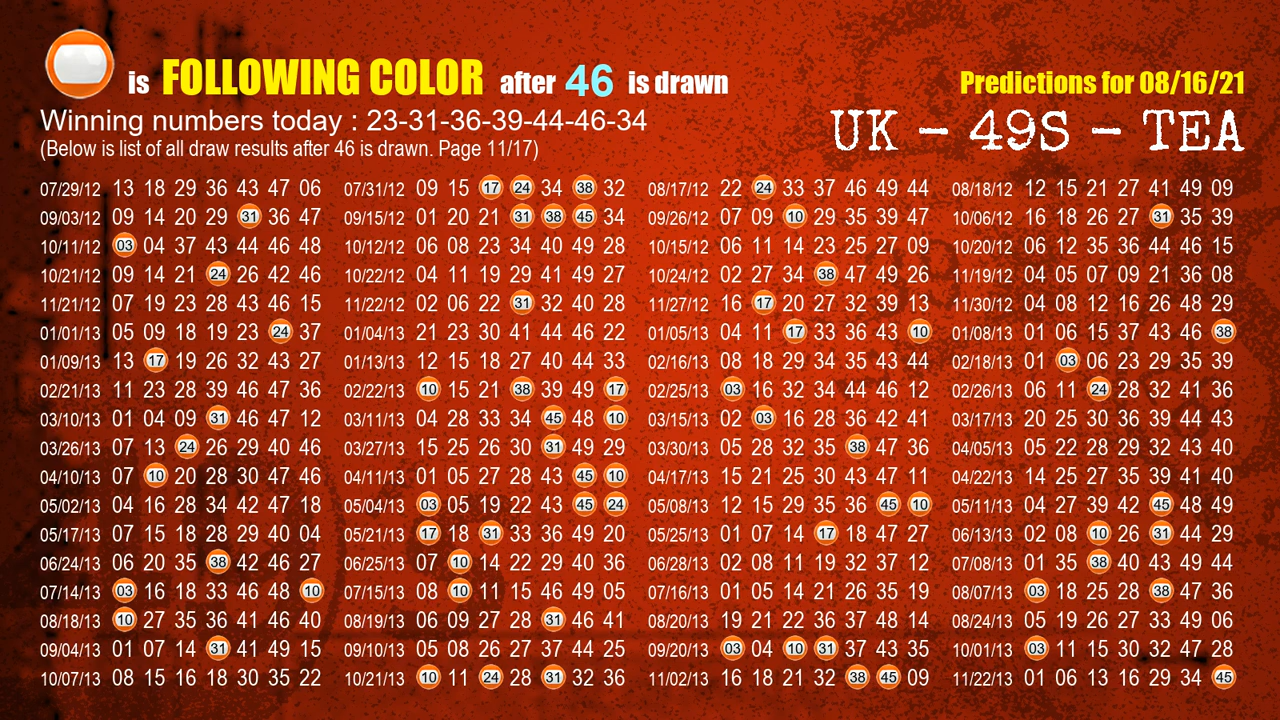 is FOLLOWING COLOR after 46 is drawn
Predictions for 08/16/21
Winning numbers today : 23-31-36-39-44-46-34
UK - 49S - TEA
(Below is list of all draw results after 46 is drawn. Page 11/17)
07/29/12 13 18 29 36 43 47 06 07/31/12 09 15 17 24 34 38 32 08/17/12 22 24 33 37 46 49 44 08/18/12 12 15 21 27 41 49 09
09/03/12 09 14 20 29 31 36 47 09/15/12 01 20 21 31 38 45 34 09/26/12 07 09 10 29 35 39 47 10/06/12 16 18 26 27 31 35 39
10/11/12 03 04 37 43 44 46 48 10/12/12 06 08 23 34 40 49 28 10/15/12 06 11 14 23 25 27 09 10/20/12 06 12 35 36 44 46 15
10/21/12 09 14 21 24 26 42 46 10/22/12 04 11 19 29 41 49 27 10/24/12 02 27 34 38 47 49 26 11/19/12 04 05 07 09 21 36 08
11/21/12 07 19 23 28 43 46 15 11/22/12 02 06 22 31 32 40 28 11/27/12 16 17 20 27 32 39 13 11/30/12 04 08 12 16 26 48 29
01/01/13 05 09 18 19 23 24 37 01/04/13 21 23 30 41 44 46 22 01/05/13 04 11 17 33 36 43 10 01/08/13 01 06 15 37 43 46 38
01/09/13 13 17 19 26 32 43 27 01/13/13 12 15 18 27 40 44 33 02/16/13 08 18 29 34 35 43 44 02/18/13 01 03 06 23 29 35 39
02/21/13 11 23 28 39 46 47 36 02/22/13 10 15 21 38 39 49 17 02/25/13 03 16 32 34 44 46 12 02/26/13 06 11 24 28 32 41 36
03/10/13 01 04 09 31 46 47 12 03/11/13 04 28 33 34 45 48 10 03/15/13 02 03 16 28 36 42 41 03/17/13 20 25 30 36 39 44 43
03/26/13 07 13 24 26 29 40 46 03/27/13 15 25 26 30 31 49 29 03/30/13 05 28 32 35 38 47 36 04/05/13 05 22 28 29 32 43 40
04/10/13 07 10 20 28 30 47 46 04/11/13 01 05 27 28 43 45 10 04/17/13 15 21 25 30 43 47 11 04/22/13 14 25 27 35 39 41 40
05/02/13 04 16 28 34 42 47 18 05/04/13 03 05 19 22 43 45 24 05/08/13 12 15 29 35 36 45 10 05/11/13 04 27 39 42 45 48 49
05/17/13 07 15 18 28 29 40 04 05/21/13 17 18 31 33 36 49 20 05/25/13 01 07 14 17 18 47 27 06/13/13 02 08 10 26 31 44 29
06/24/13 06 20 35 38 42 46 27 06/25/13 07 10 14 22 29 40 36 06/28/13 02 08 11 19 32 37 12 07/08/13 01 35 38 40 43 49 44
07/14/13 03 16 18 33 46 48 10 07/15/13 08 10 11 15 46 49 05 07/16/13 01 05 14 21 26 35 19 08/07/13 03 18 25 28 38 47 36
08/18/13 10 27 35 36 41 46 40 08/19/13 06 09 27 28 31 46 41 08/20/13 19 21 22 36 37 48 14 08/24/13 05 19 26 27 33 49 06
09/04/13 01 07 14 31 41 49 15 09/10/13 05 08 26 27 37 44 25 09/20/13 03 04 10 31 37 43 35 10/01/13 03 11 15 30 32 47 28
10/07/13 08 15 16 18 30 35 22 10/21/13 10 11 24 28 31 32 36 11/02/13 16 18 21 32 38 45 09 11/22/13 01 06 13 16 29 34 45